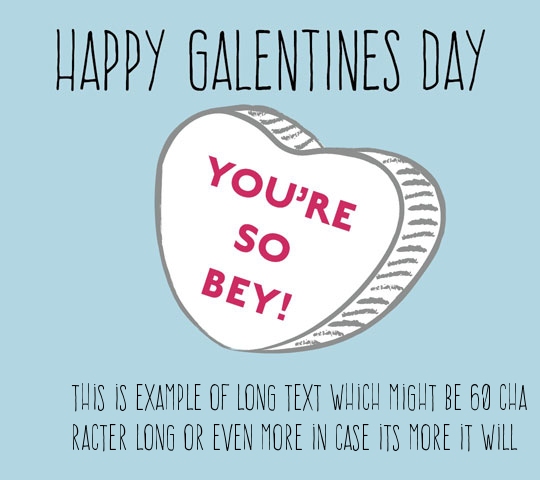 HAPPY GALENTINES DAY
YOU'RE
SO
BEY!
THIS IS EXAMPLE OF LONG TEXT WHICH MIGHT BE 60 CHA
RACTER LONG OR EVEN MORE IN CASE ITS MORE IT WILL